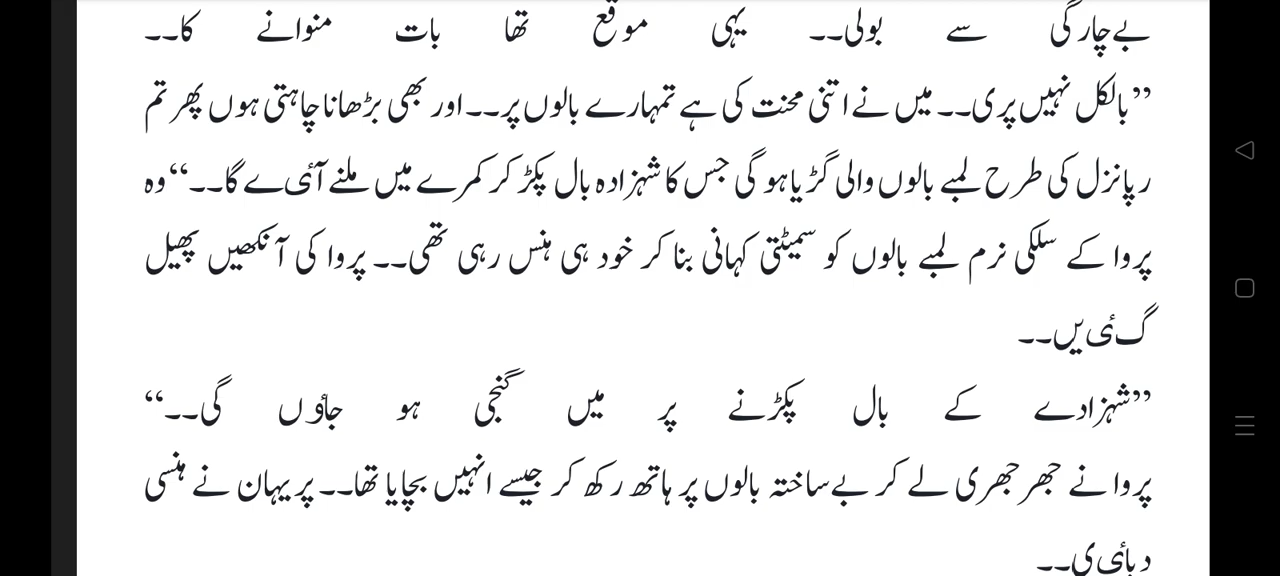 بےچارگی سے بولی۔۔ یہی موقع تھا بات منوانے کا۔۔
”بالکل نہیں پری۔۔ میں نے اتنی محنت کی ہے تمہارے بالوں پر۔۔ اور بھی بڑھانا چاہتی ہوں پھر تم
رپانزل کی طرح لمبے بالوں والی گڑیا ہو گی جس کا شہزادہ بال پکڑ کر کمرے میں ملنے آئے گا۔۔“ وہ
پروا کے سلکی نرم لمبے بالوں کو سمیٹتی کہانی بنا کر خود ہی ہنس رہی تھی۔۔ پروا کی آنکھیں پھیل
گئیں۔۔
”شہزادے کے بال پکڑنے پر میں گنجی ہو جاؤں گی۔۔“
پروا نے جھرجھری لے کر بےساختہ بالوں پر ہاتھ رکھ کر جیسے انہیں بچایا تھا۔۔ پریہان نے ہنسی
دبائی۔۔